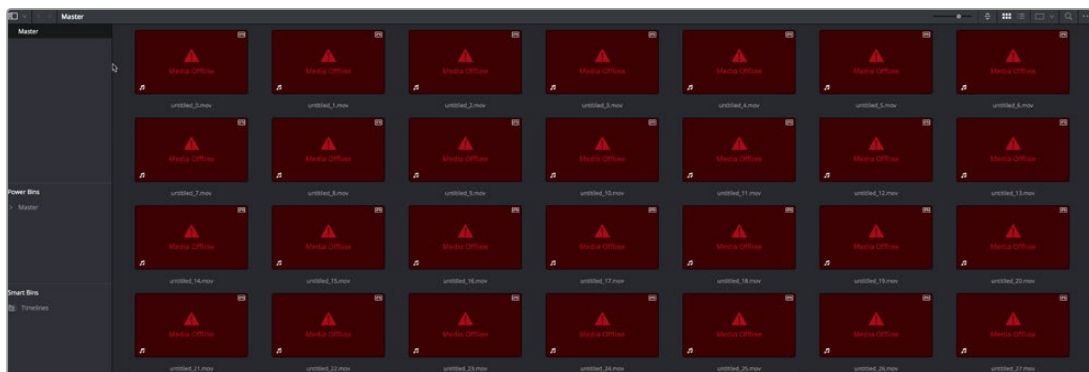 Master
Master
Media Offline
Media Offline
Media Offline
Media Offline
Media Offline
Media Offline
Media Offline
untitled_0.mov
untitled_1.mov
untitled_2.mov
untitled_3.mov
untitled_4.mov
untitled_5.mov
untitled_6.mov
Media Offline
Media Offline
Media Offline
Media Offline
Media Offline
Media Offline
Media Offline
untitled_7.mov
untitled_8.mov
untitled_9.mov
untitled_10.mov
untitled_11.mov
untitled_12.mov
untitled_13.mov
Power Bins
Master
Media Offline
Media Offline
Media Offline
Media Offline
Media Offline
Media Offline
Media Offline
untitled_14.mov
untitled_15.mov
untitled_16.mov
untitled_17.mov
untitled_18.mov
untitled_19.mov
untitled_20.mov
Smart Bins
Timelines
Media Offline
Media Offline
Media Offline
Media Offline
Media Offline
Media Offline
Media Offline
untitled_21.mov
untitled_22.mov
untitled_23.mov
untitled_24.mov
untitled_25.mov
untitled_26.mov
untitled_27.mov